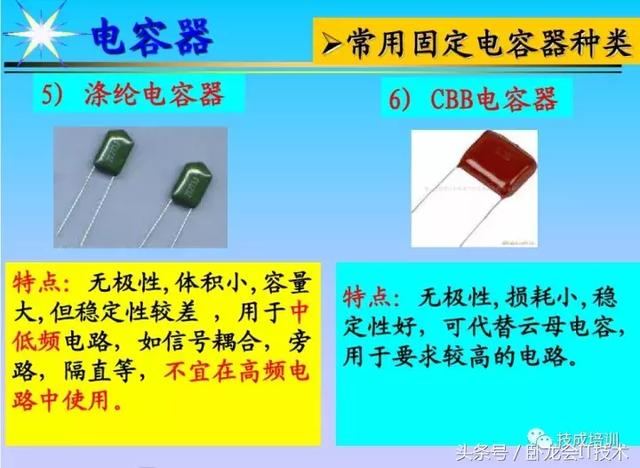 电容器
➢常用固定电容器种类
5）涤纶电容器
6）CBB电容器
特点：无极性,体积小,容量
大,但稳定性较差，用于中
低频电路，如信号耦合，旁
路，隔直等，不宜在高频电
路中使用。
特点：无极性,损耗小,稳
定性好，可代替云母电容，
用于要求较高的电路。
技成培训
头条号/卧龙会IT技术